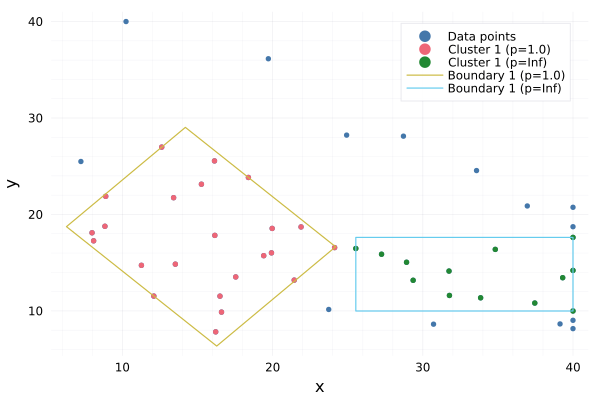 40
30
20
10
y
Data points
Cluster 1 (p=1.0)
Cluster 1 (p=Inf)
Boundary 1 (p=1.0)
Boundary 1 (p=Inf)
10 20 30 40
x